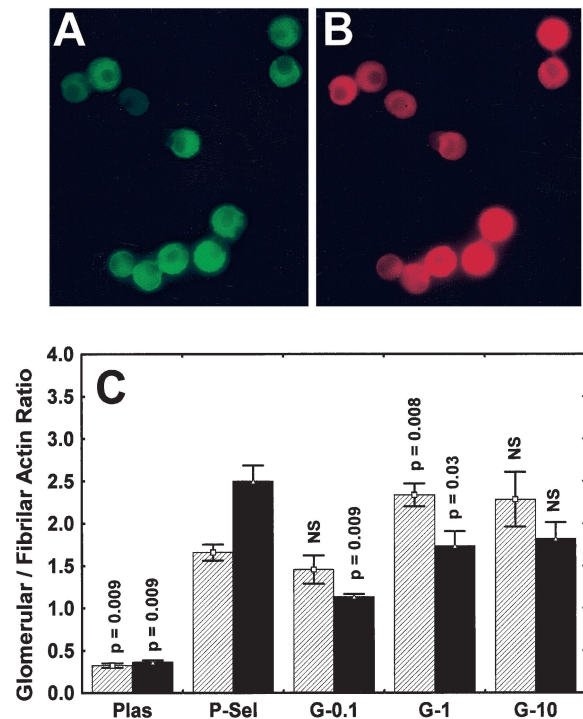 A
B
C
Glomerular / Fibrilar Actin Ratio
4.0
3.5
3.0
2.5
2.0
1.5
1.0
0.5
0.0
p = 0.009
p = 0.009
NS
p = 0.009
p = 0.008
p = 0.03
NS
NS
Plas
P-Sel
G-0.1
G-1
G-10